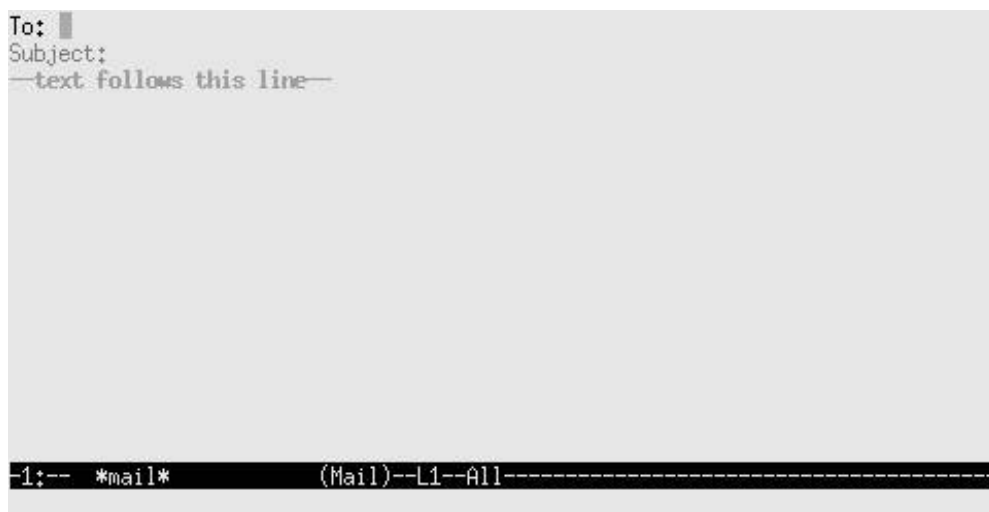 To:
Subject:
--text follows this line--
-1:-- *mail* (Mail)--L1--All----------------------------------------